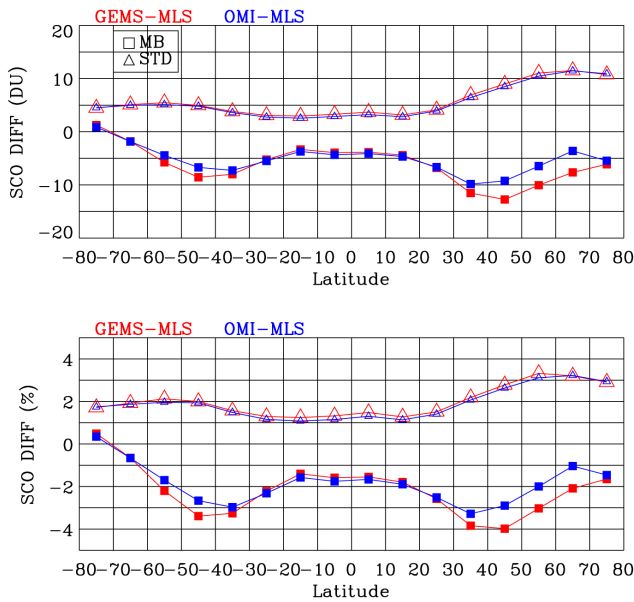 GEMS-MLS OMI-MLS
20
MB
STD
10
0
-10
-20
SCO DIFF (DU)
-80-70-60-50-40-30-20-10 0 10 20 30 40 50 60 70 80
Latitude
GEMS-MLS OMI-MLS
4
2
0
-2
-4
SCO DIFF (%)
-80-70-60-50-40-30-20-10 0 10 20 30 40 50 60 70 80
Latitude